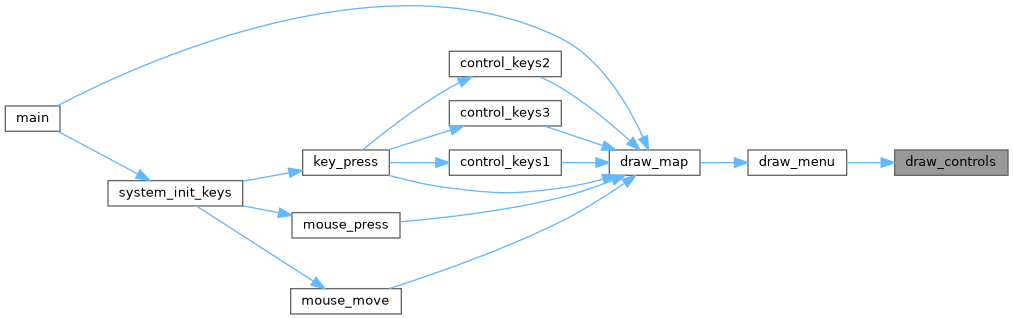 main
system_init_keys
key_press
mouse_press
mouse_move
control_keys2
control_keys3
control_keys1
draw_map
draw_menu
draw_controls